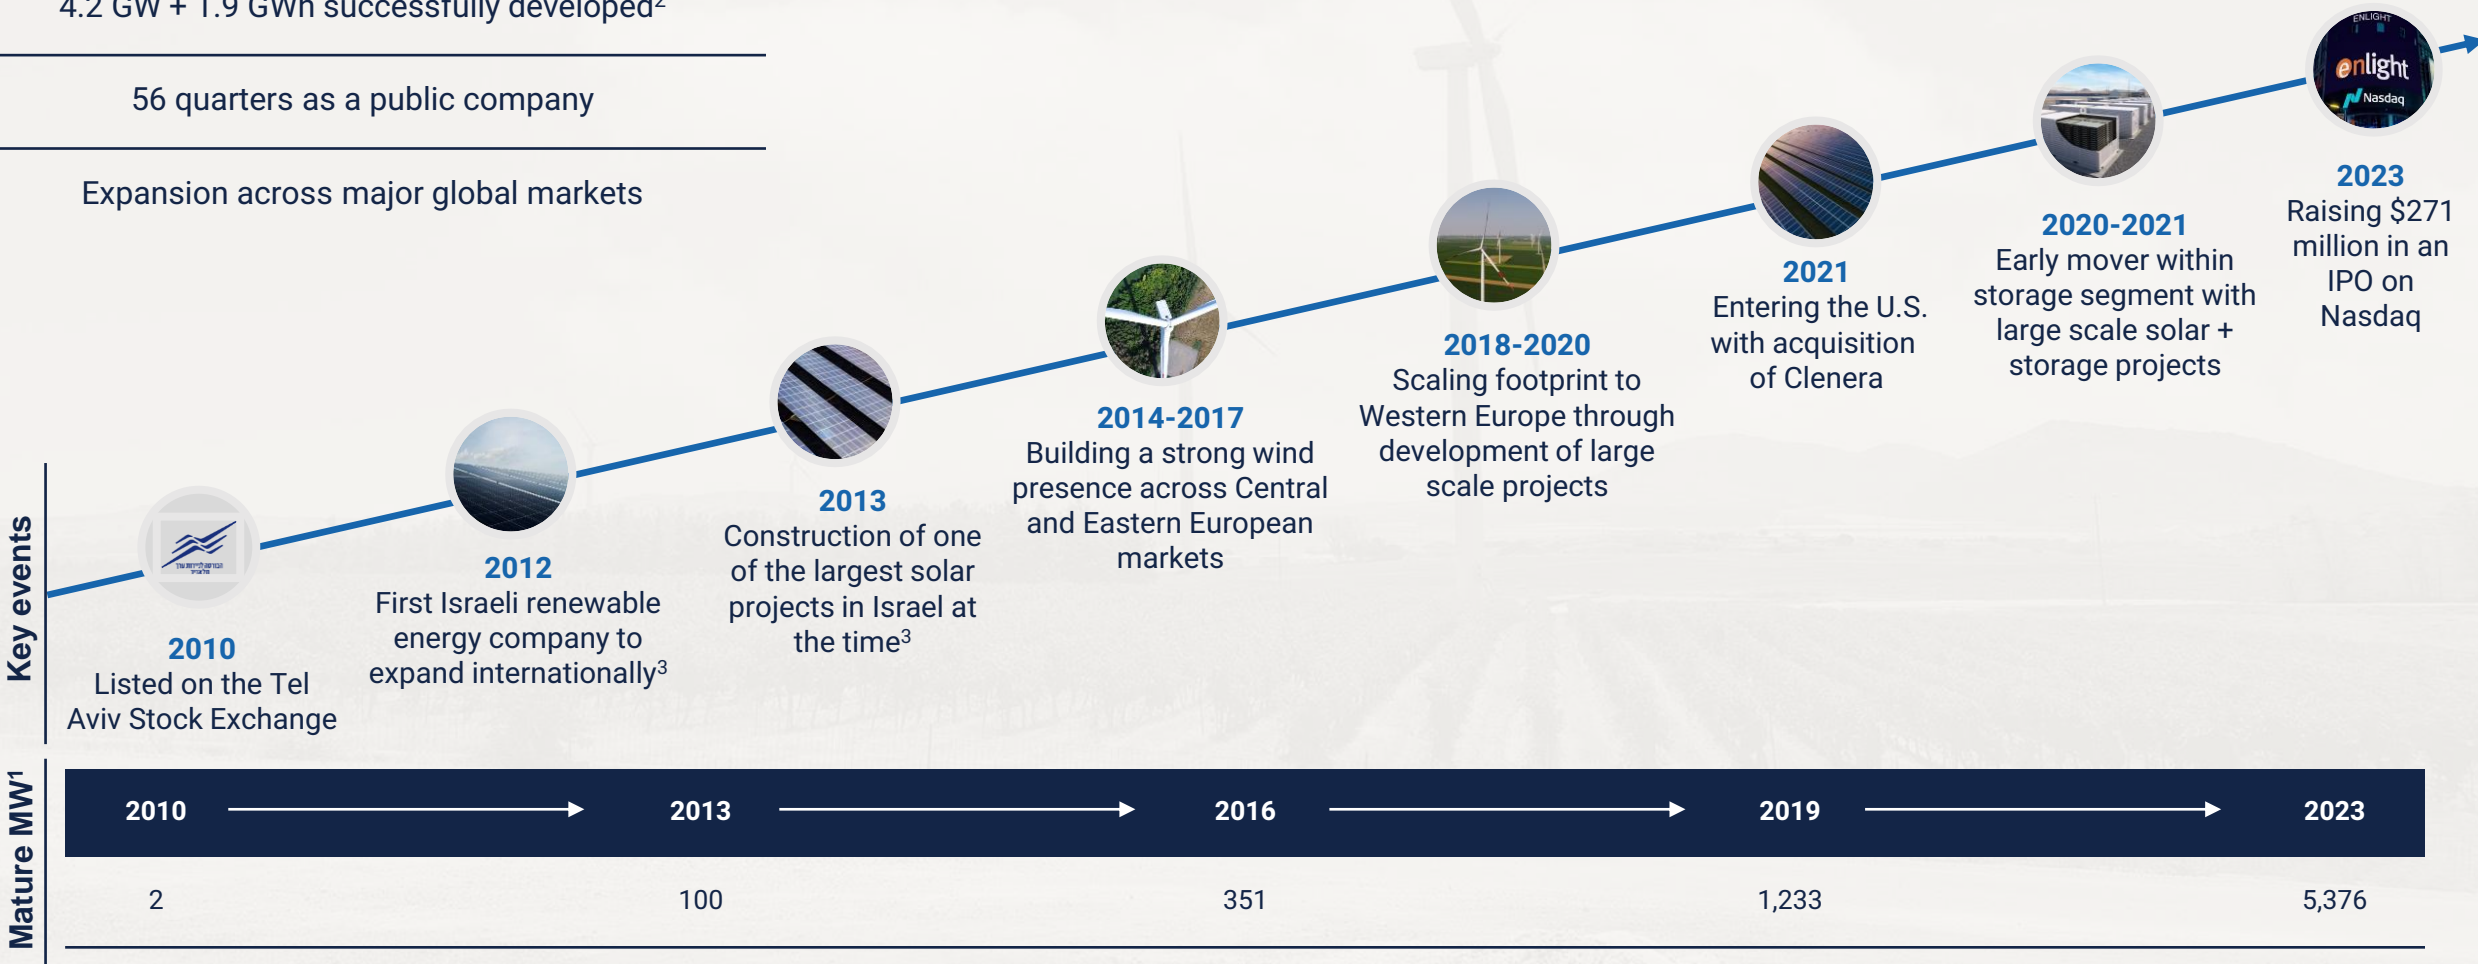 4.2 GW + 1.9 GWh successfully developed²
56 quarters as a public company
Expansion across major global markets
Key events
הבורסה לניירות ערך
תל אביב
2010
Listed on the Tel
Aviv Stock Exchange
2012
First Israeli renewable
energy company to
expand internationally³
2013
Construction of one
of the largest solar
projects in Israel at
the time³
2014-2017
Building a strong wind
presence across Central
and Eastern European
markets
2018-2020
Scaling footprint to
Western Europe through
development of large
scale projects
2021
Entering the U.S.
with acquisition
of Clenera
2020-2021
Early mover within
storage segment with
large scale solar +
storage projects
ENLIGHT
enlight
Nasdaq
2023
Raising $271
million in an
IPO on
Nasdaq
Mature MW¹
2010 2013 2016 2019 2023
2 100 351 1,233 5,376